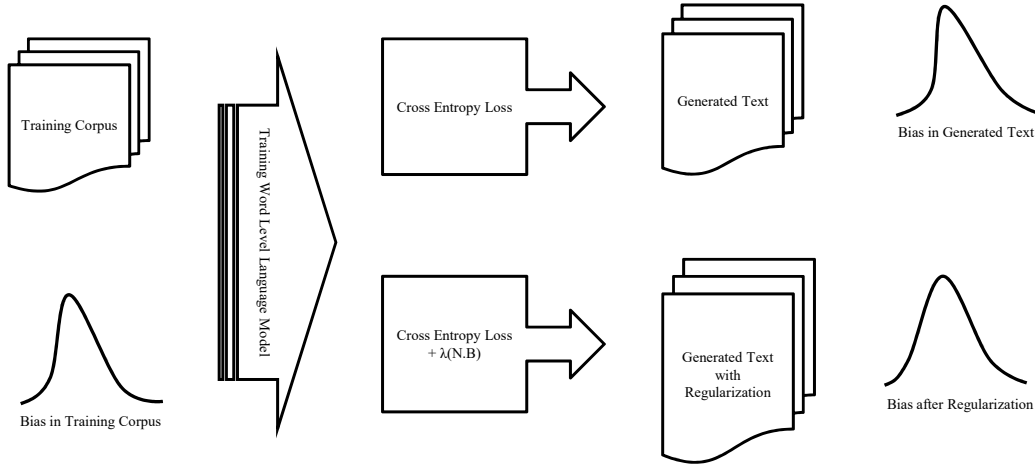 Training Corpus
Bias in Training Corpus
Training Word Level Language Model
Cross Entropy Loss
Generated Text
Bias in Generated Text
Cross Entropy Loss
+ λ(N.B)
Generated Text
with
Regularization
Bias after Regularization